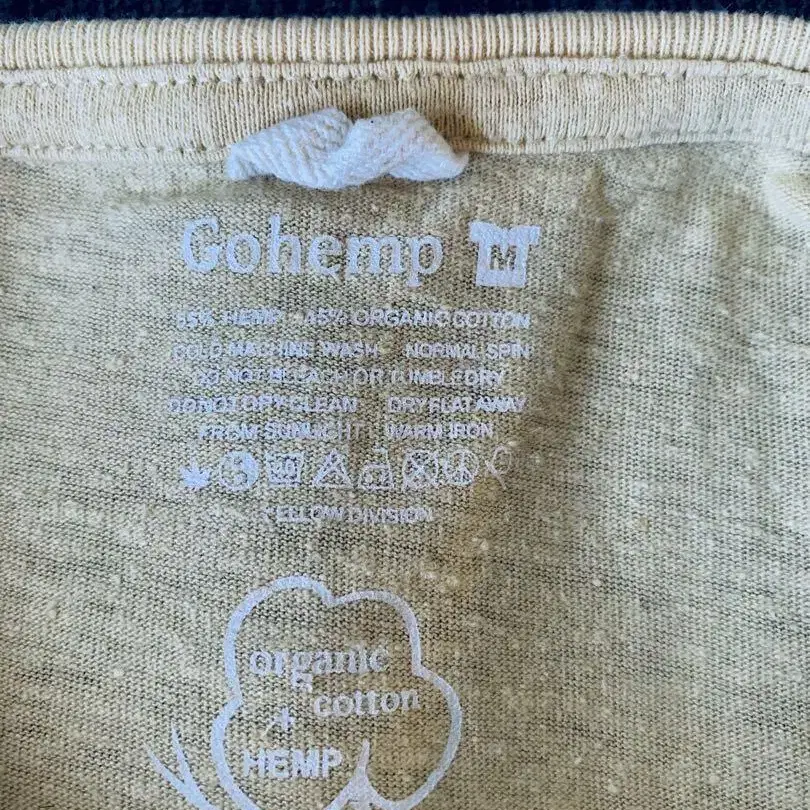 Gohemp M
55% HEMP 45% ORGANIC COTTON
COLD MACHINE WASH NORMAL SPIN
DO NOT BLEACH OR TUMBLE DRY
DO NOT DRY CLEAN DRY FLAT AWAY
FROM SUNLIGHT WARM IRON
YELLOW DIVISION
organic
cotton
+
HEMP